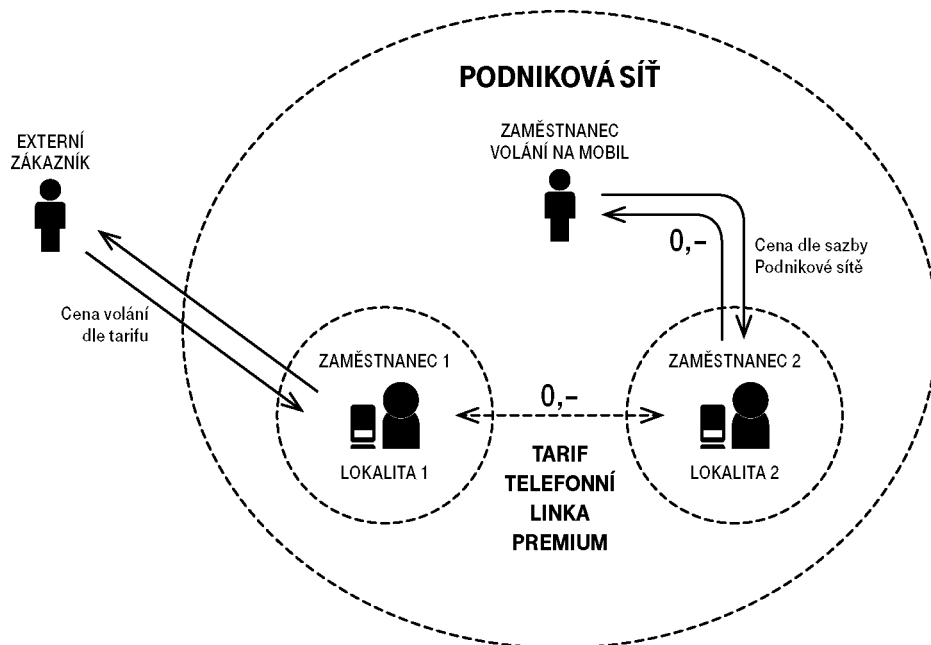 PODNIKOVÁ SÍŤ
EXTERNÍ
ZÁKAZNÍK
ZAMĚSTNANEC
VOLÁNÍ NA MOBIL
0,–
Cena dle sazby
Podnikové sítě
Cena volání
dle tarifu
ZAMĚSTNANEC 1
LOKALITA 1
0,–
ZAMĚSTNANEC 2
LOKALITA 2
TARIF
TELEFONNÍ
LINKA
PREMIUM